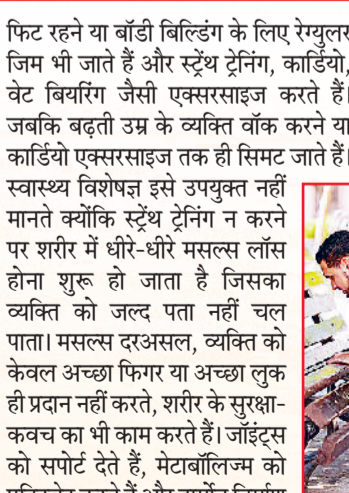 फिट रहने या बॉडी बिल्डिंग के लिए रेग्युलर
जिम भी जाते हैं और स्ट्रेंथ ट्रेनिंग, कार्डियो,
वेट बियरिंग जैसी एक्सरसाइज करते हैं।
जबकि बढ़ती उम्र के व्यक्ति वॉक करने या
कार्डियो एक्सरसाइज तक ही सिमट जाते हैं।
स्वास्थ्य विशेषज्ञ इसे उपयुक्त नहीं
मानते क्योंकि स्ट्रेंथ ट्रेनिंग न करने
पर शरीर में धीरे-धीरे मसल्स लॉस
होना शुरू हो जाता है जिसका
व्यक्ति को जल्द पता नहीं चल
पाता। मसल्स दरअसल, व्यक्ति को
केवल अच्छा फिगर या अच्छा लुक
ही प्रदान नहीं करते, शरीर के सुरक्षा-
कवच का भी काम करते हैं। जॉइंट्स
को सपोर्ट देते हैं, मेटाबॉलिज्म को